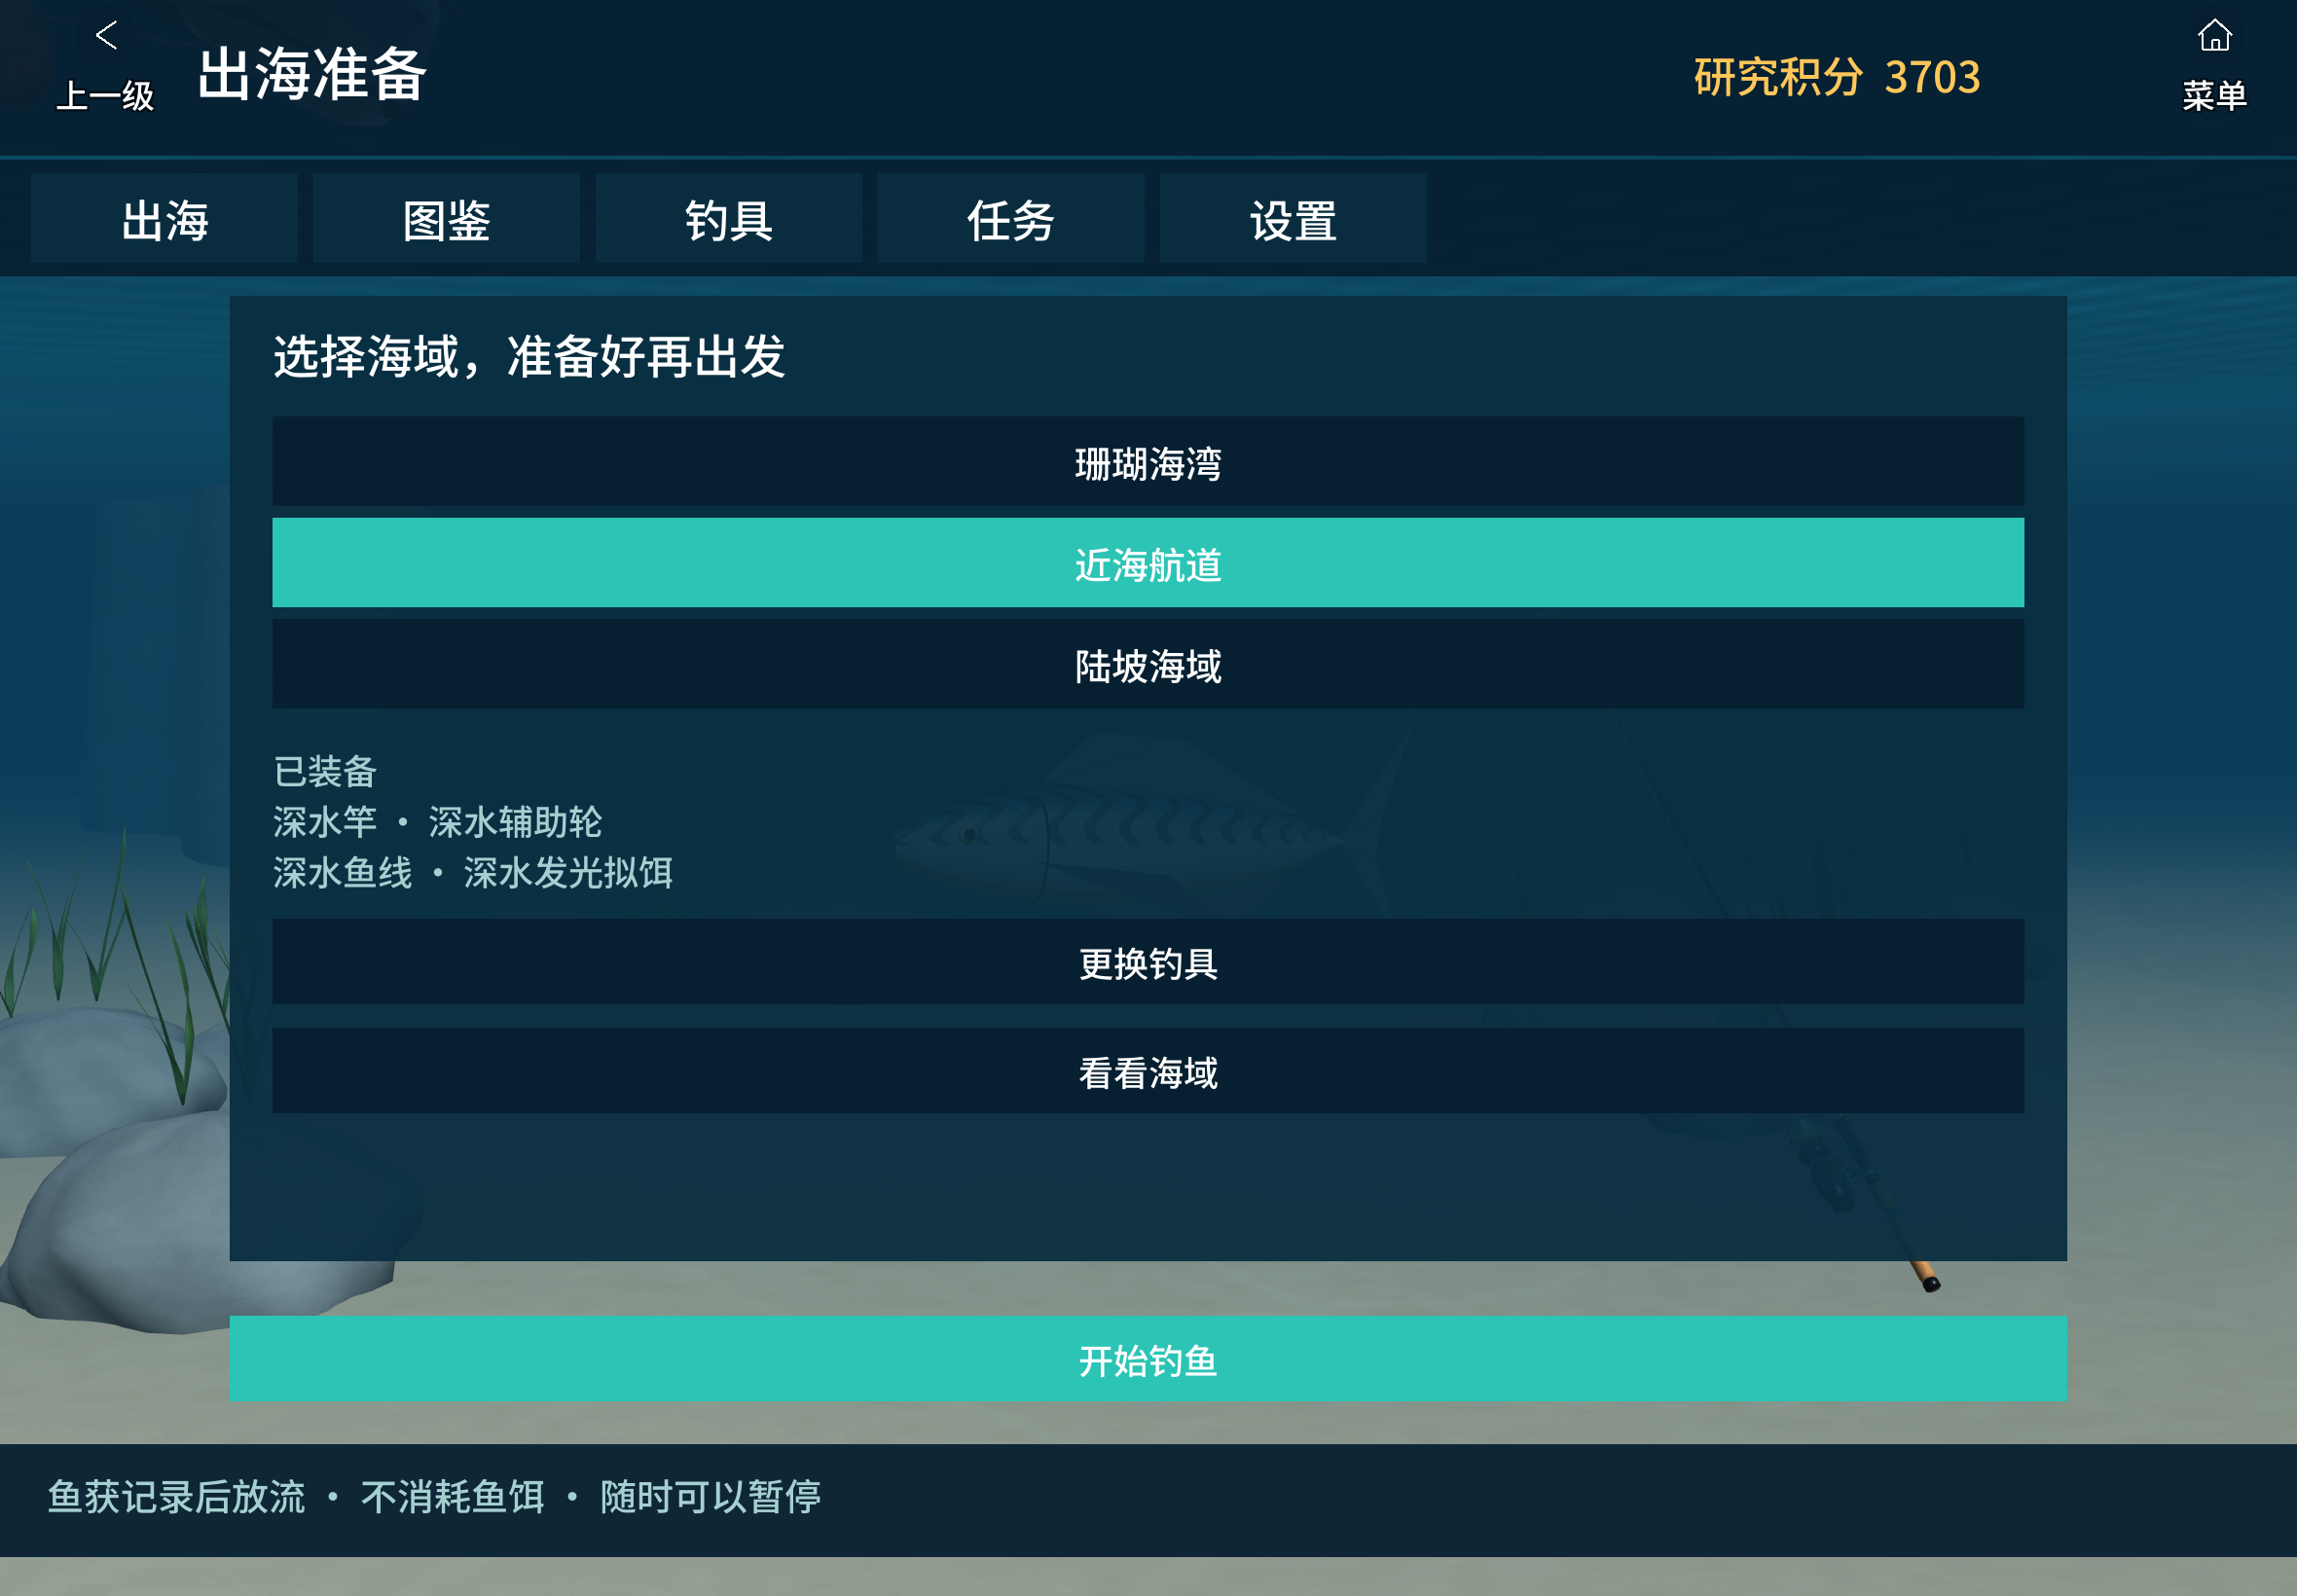 上一级
出海准备
研究积分 3703
菜单
出海
图鉴
钓具
任务
设置
选择海域，准备好再出发
珊瑚海湾
近海航道
陆坡海域
已装备
深水竿 · 深水辅助轮
深水鱼线 · 深水发光拟饵
更换钓具
看看海域
开始钓鱼
鱼获记录后放流 · 不消耗鱼饵 · 随时可以暂停